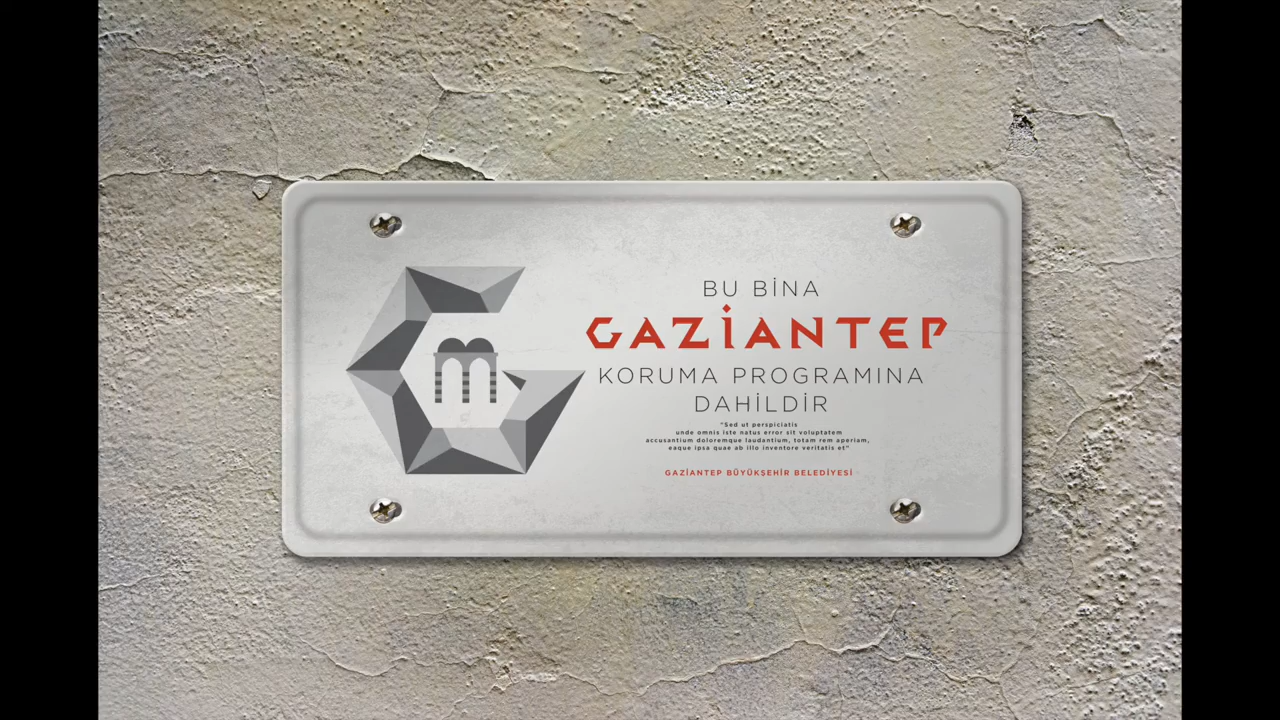 BU BİNA
GAZİANTEP
KORUMA PROGRAMINA
DAHİLDİR
"Sed ut perspiciatis
unde omnis iste natus error sit voluptatem
accusantium doloremque laudantium, totam rem aperiam,
eaque ipsa quae ab illo inventore veritatis et"
GAZİANTEP BÜYÜKŞEHİR BELEDİYESİ